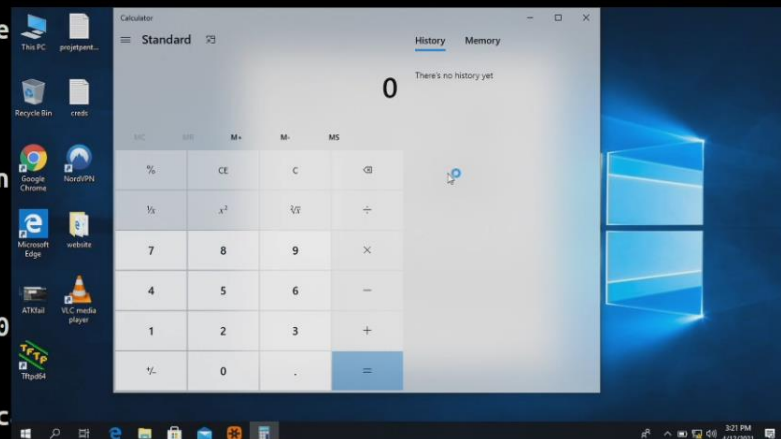 e
This PC
projetpent...
Recycle Bin
creds
n
Google Chrome
NordVPN
Microsoft Edge
website
ATKfail
VLC media player
0
TFTP
Tftpd64
c
Calculator
Standard
0
MC MR M+ M- MS
% CE C
¹/x x² ²√x ÷
7 8 9 ×
4 5 6 −
1 2 3 +
+/− 0 . =
History Memory
There's no history yet
3:21 PM